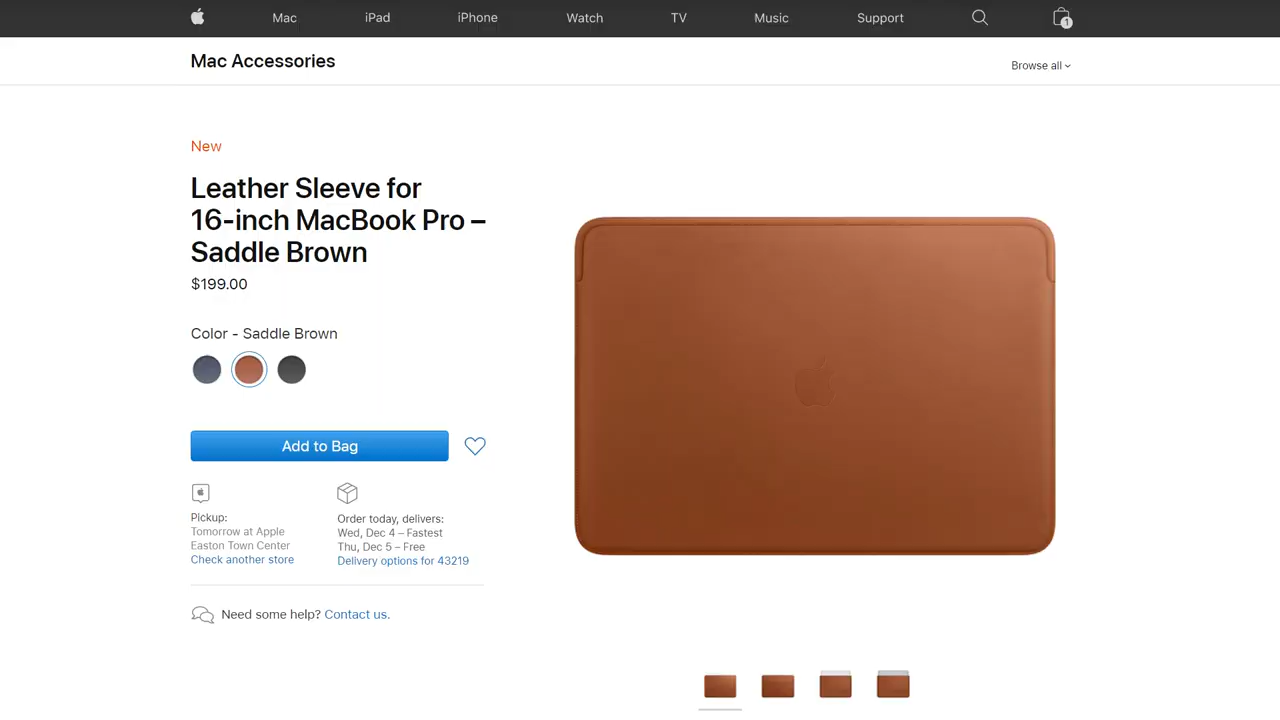 Mac iPad iPhone Watch TV Music Support 1
Mac Accessories
Browse all
New
Leather Sleeve for
16-inch MacBook Pro –
Saddle Brown
$199.00
Color - Saddle Brown
Add to Bag
Pickup:
Tomorrow at Apple
Easton Town Center
Check another store
Order today, delivers:
Wed, Dec 4 – Fastest
Thu, Dec 5 – Free
Delivery options for 43219
Need some help? Contact us.